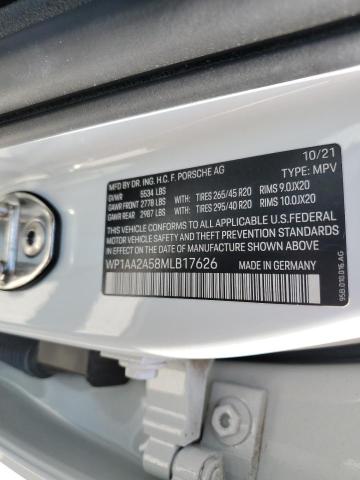 MFD BY DR. ING. H.C. F. PORSCHE AG 10/21
GVWR 5534 LBS TYPE: MPV
GAWR FRONT 2778 LBS WITH: TIRES 265/45 R20 RIMS 9.0JX20
GAWR REAR 2987 LBS WITH: TIRES 295/40 R20 RIMS 10.0JX20
THIS VEHICLE CONFORMS TO ALL APPLICABLE U.S. FEDERAL
MOTOR VEHICLE SAFETY AND THEFT PREVENTION STANDARDS
IN EFFECT ON THE DATE OF MANUFACTURE SHOWN ABOVE
WP1AA2A58MLB17626 MADE IN GERMANY
95B.010.016.AG